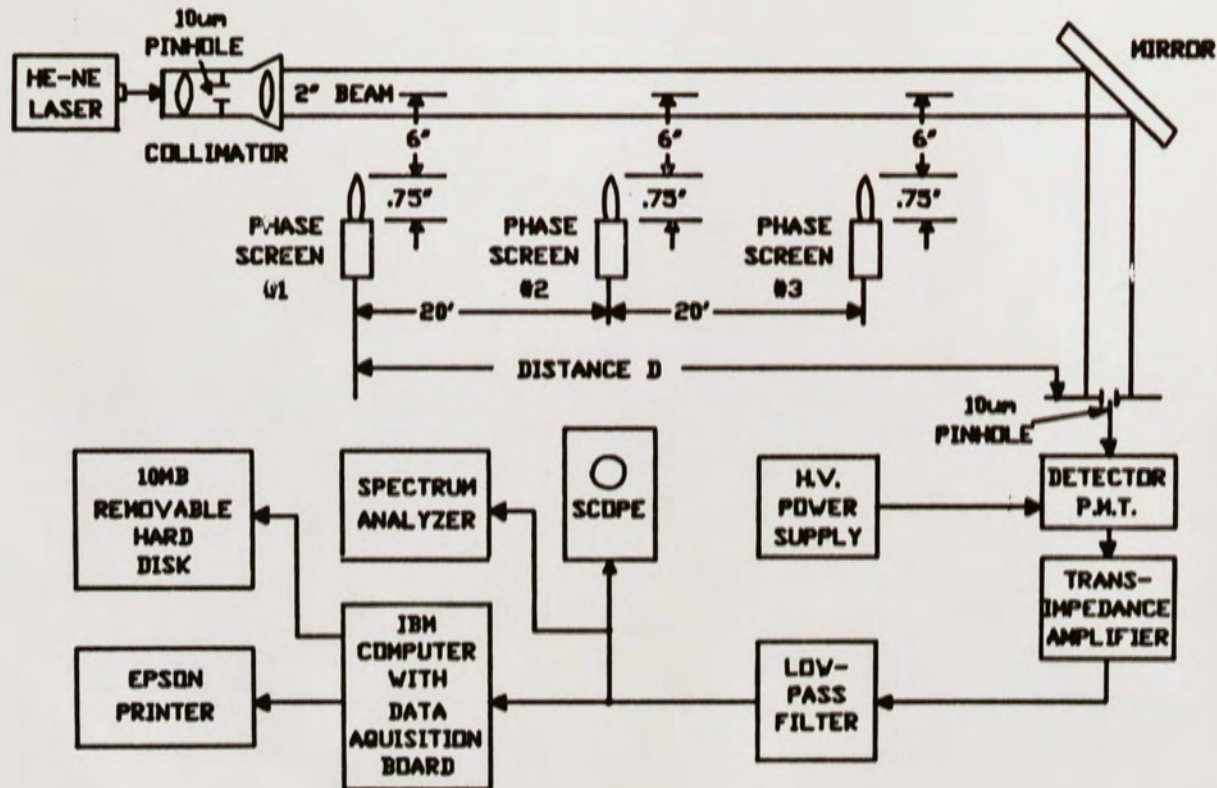 10um
PINHOLE
MIRROR
HE-NE
LASER
2" BEAM
COLLIMATOR
6"
6"
6"
.75"
.75"
.75"
PHASE
SCREEN
#1
PHASE
SCREEN
#2
PHASE
SCREEN
#3
20'
20'
DISTANCE D
10um
PINHOLE
10MB
REMOVABLE
HARD
DISK
SPECTRUM
ANALYZER
SCOPE
H.V.
POWER
SUPPLY
DETECTOR
P.M.T.
TRANS-
IMPEDANCE
AMPLIFIER
EPSON
PRINTER
IBM
COMPUTER
WITH
DATA
AQUISITION
BOARD
LOW-
PASS
FILTER